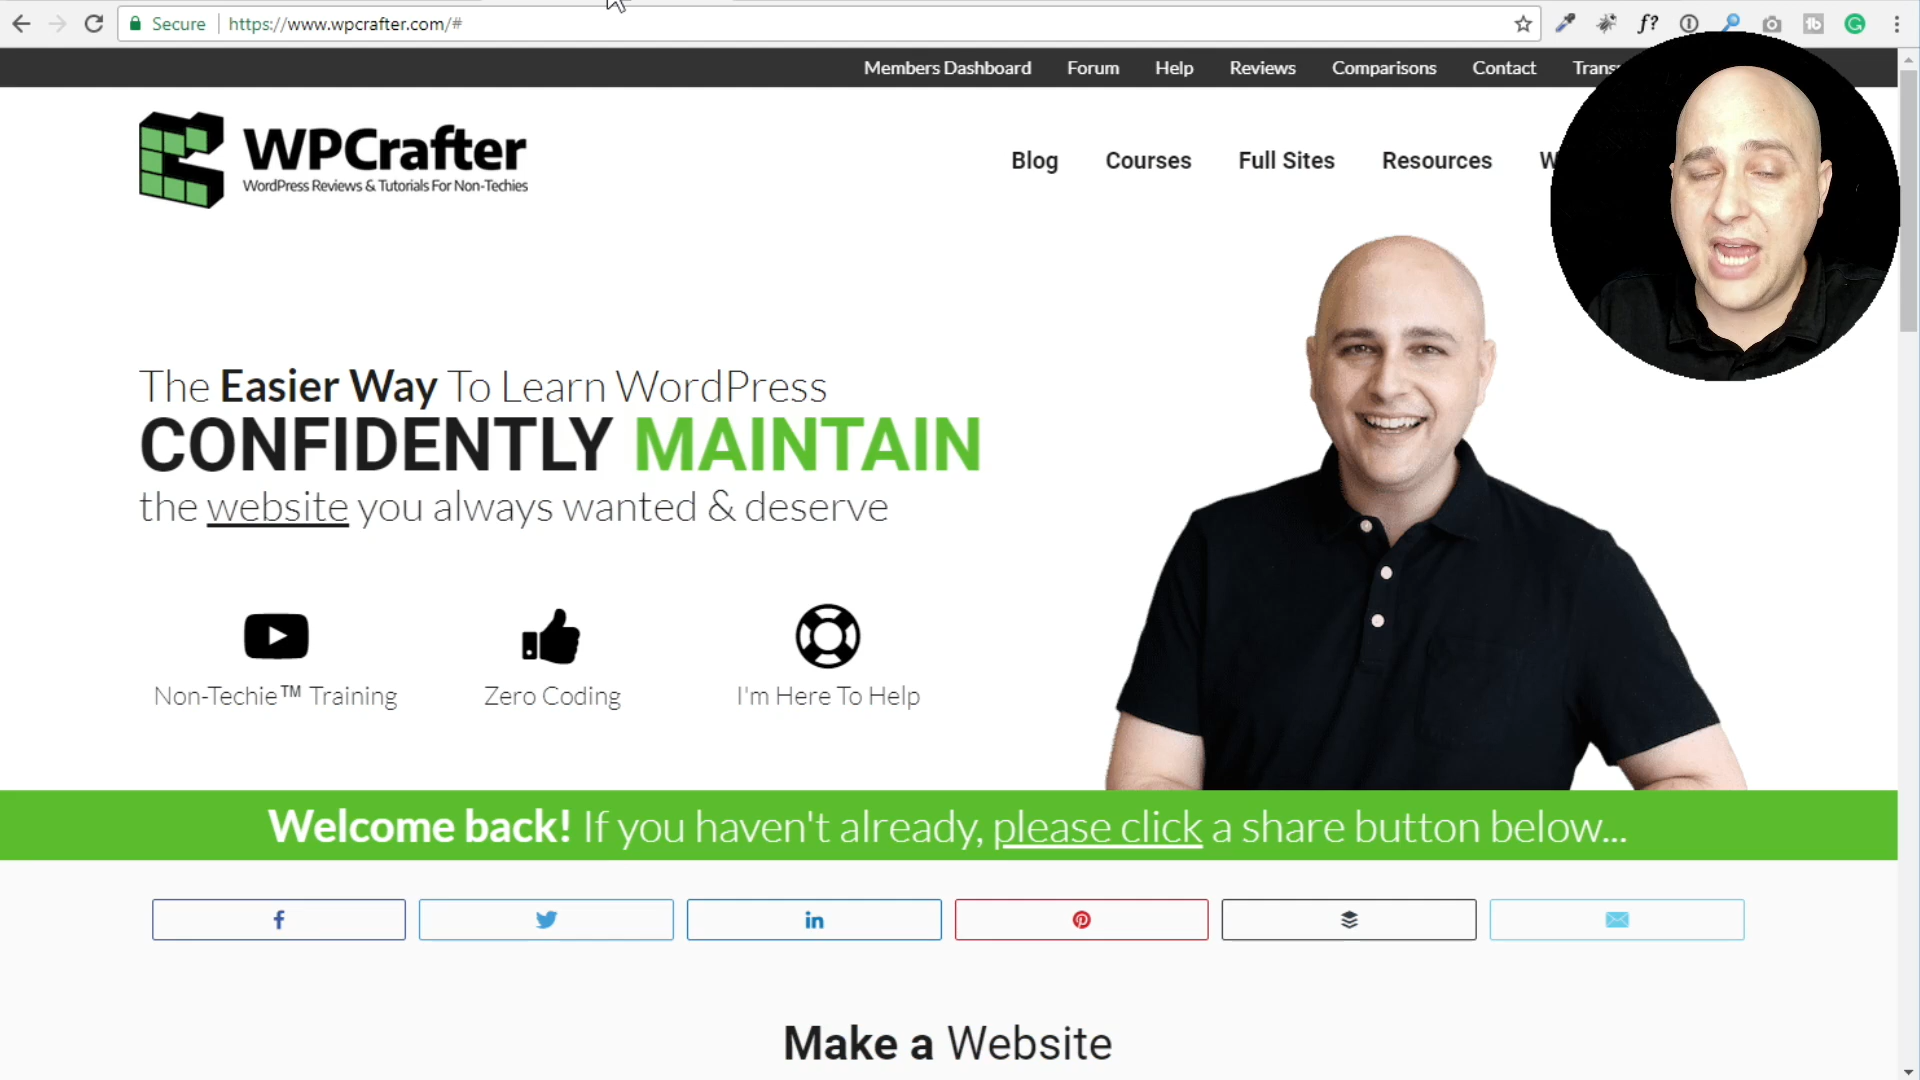 Secure
https://www.wpcrafter.com/#
f?
Members Dashboard
Forum
Help
Reviews
Comparisons
Contact
WPCrafter
WordPress Reviews & Tutorials For Non-Techies
Blog
Courses
Full Sites
Resources
The Easier Way To Learn WordPress
CONFIDENTLY MAINTAIN
the website you always wanted & deserve
Non-Techie™ Training
Zero Coding
I'm Here To Help
Welcome back! If you haven't already, please click a share button below...
Make a Website